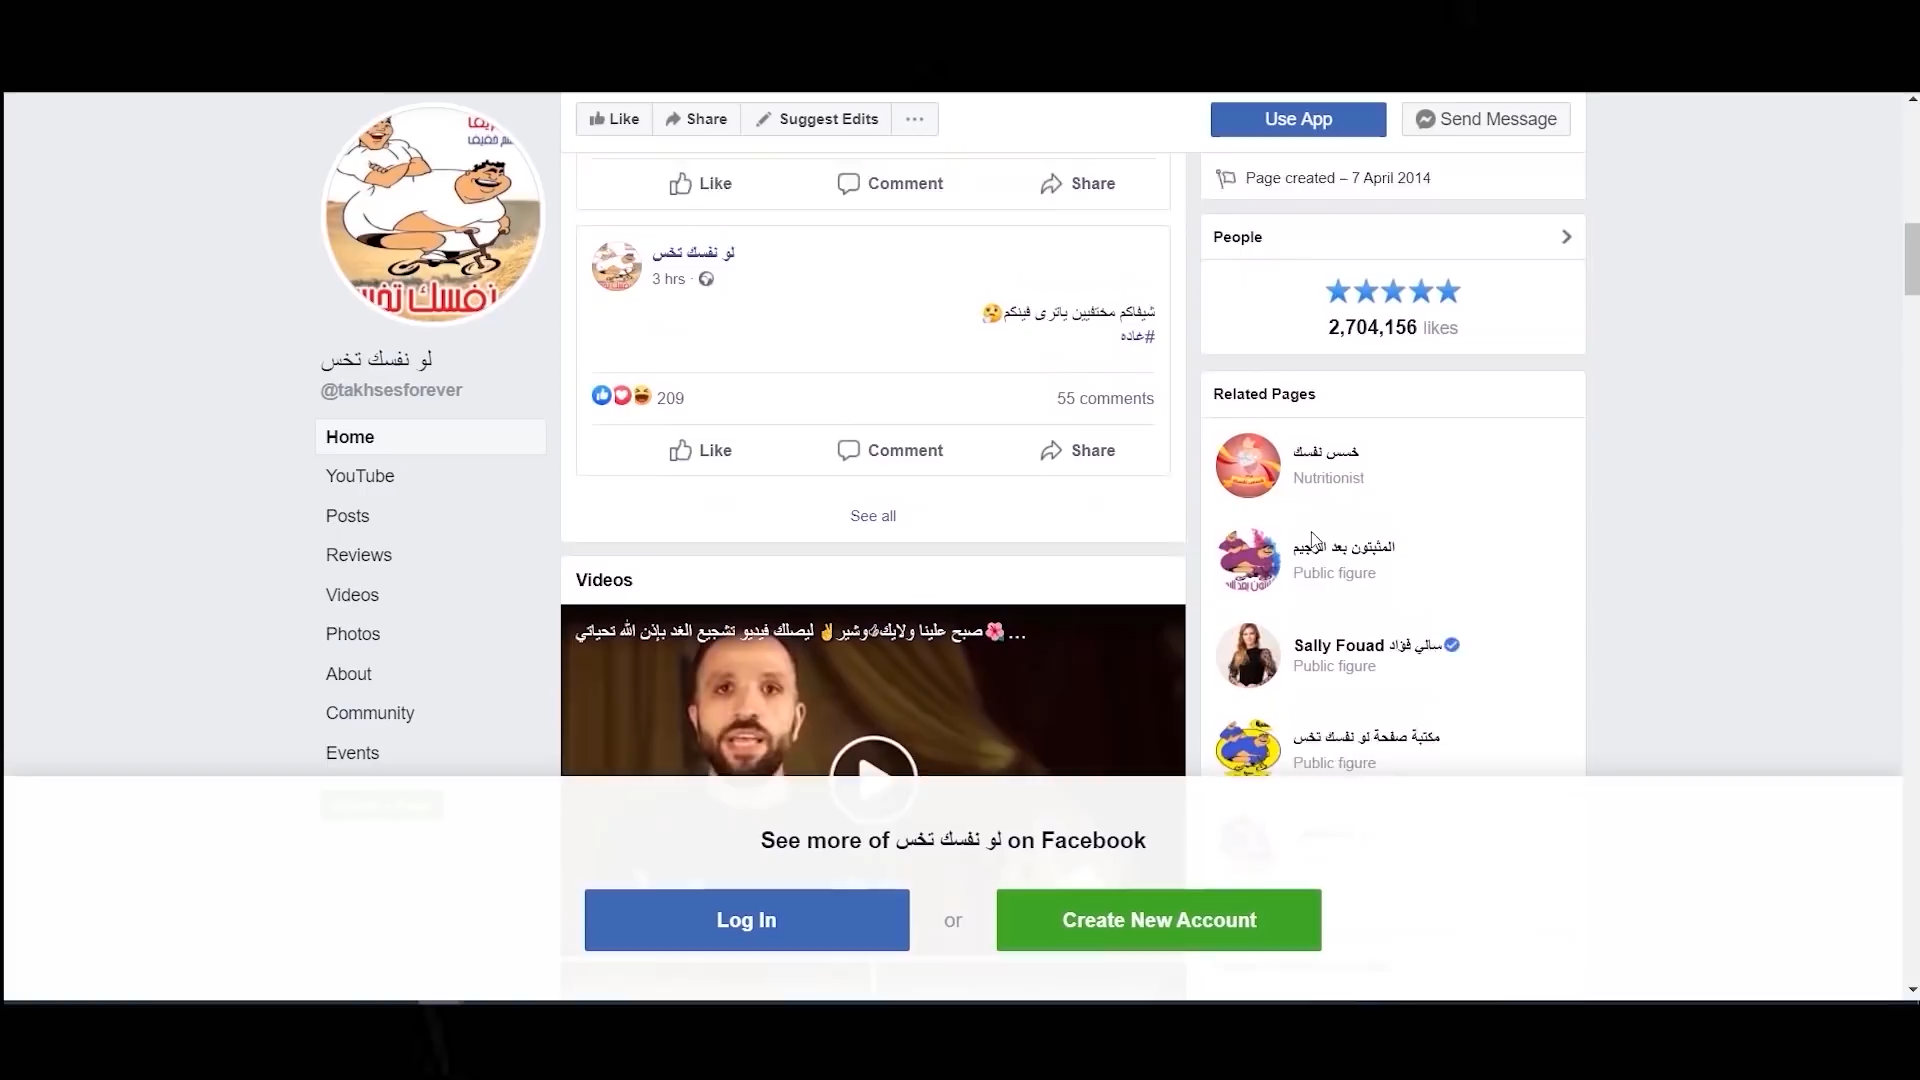 نفسك تخس
لو نفسك تخس
@takhsesforever
Home
YouTube
Posts
Reviews
Videos
Photos
About
Community
Events
Like
Share
Suggest Edits
Use App
Send Message
Like
Comment
Share
لو نفسك تخس
3 hrs
شيفاكم مختفيين ياترى فينكم🤔
#غاده
209
55 comments
Like
Comment
Share
See all
Videos
صبح علينا ولايك👍وشير✌ ليصلك فيديو تشجيع الغد بإذن الله تحياتي🌺...
Page created – 7 April 2014
People
2,704,156 likes
Related Pages
خسس نفسك
Nutritionist
المثبتون بعد الرجيم
Public figure
Sally Fouad سالي فؤاد
Public figure
مكتبة صفحة لو نفسك تخس
Public figure
See more of لو نفسك تخس on Facebook
Log In
or
Create New Account